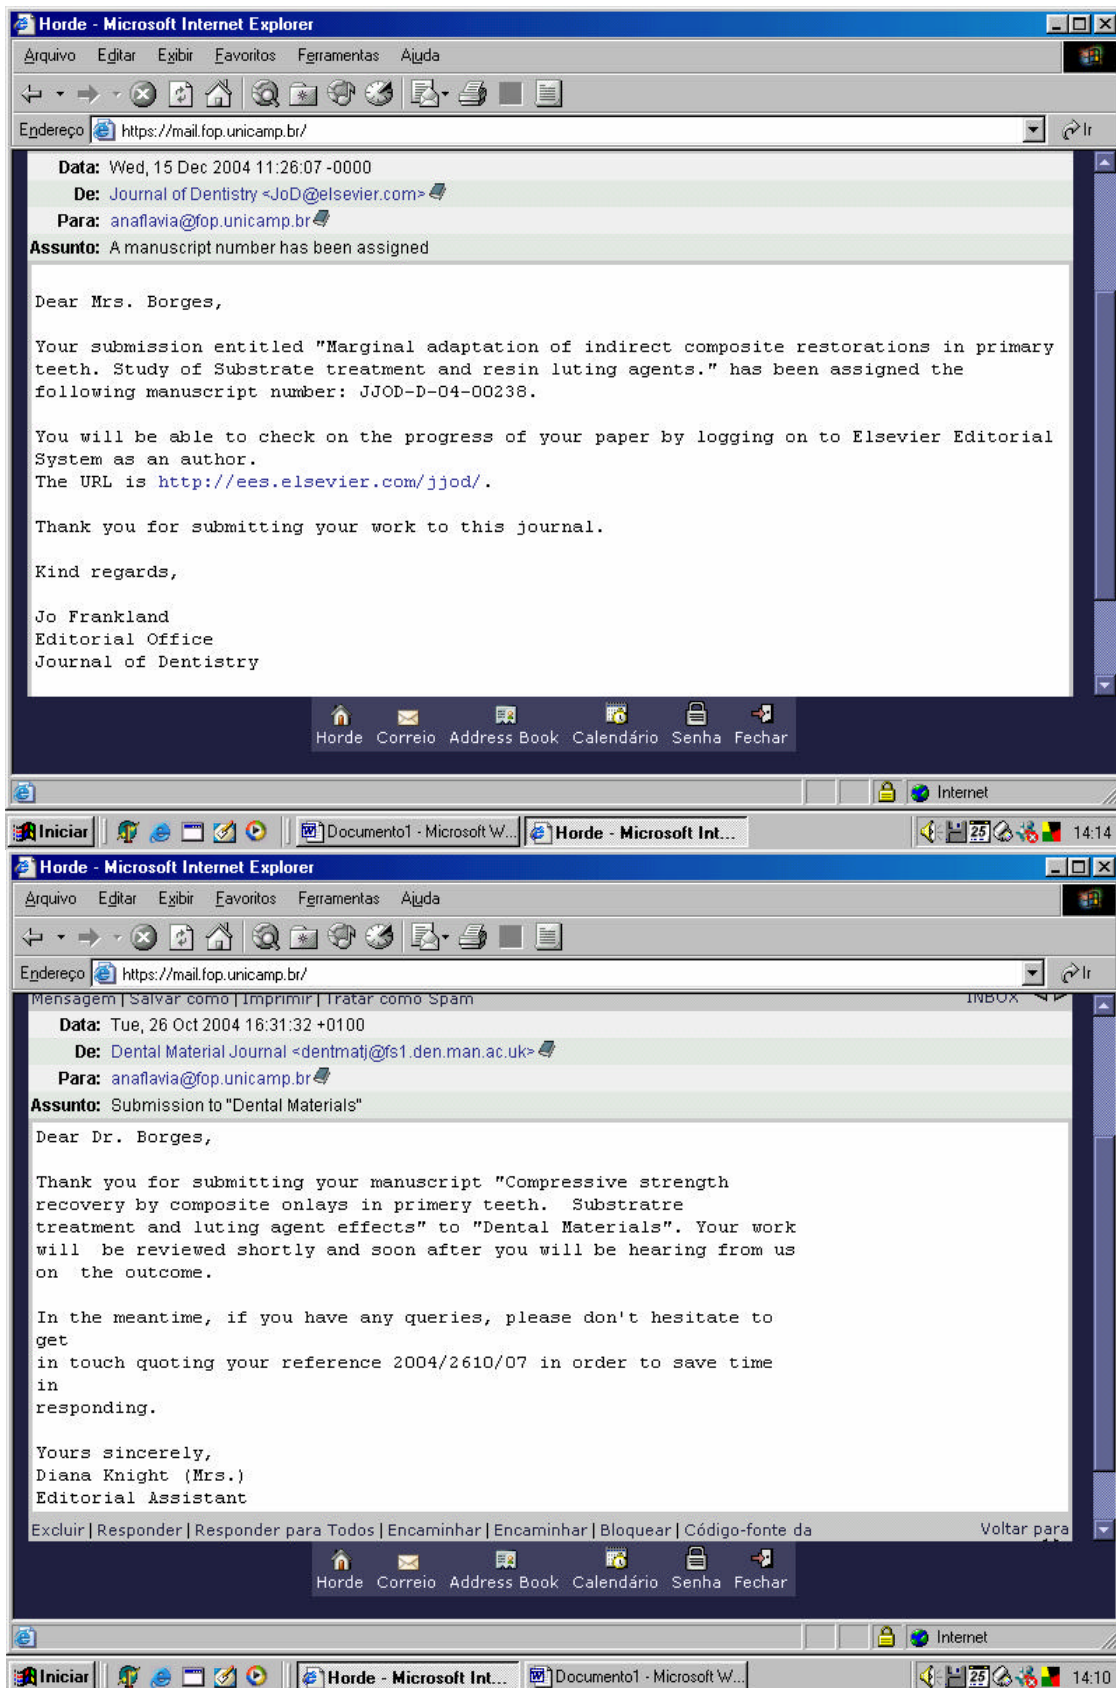 Horde - Microsoft Internet Explorer
Arquivo Editar Exibir Favoritos Ferramentas Ajuda
Endereço https://mail.fop.unicamp.br/ Ir
Data: Wed, 15 Dec 2004 11:26:07 -0000
De: Journal of Dentistry <JoD@elsevier.com>
Para: anaflavia@fop.unicamp.br
Assunto: A manuscript number has been assigned
Dear Mrs. Borges,
Your submission entitled "Marginal adaptation of indirect composite restorations in primary
teeth. Study of Substrate treatment and resin luting agents." has been assigned the
following manuscript number: JJOD-D-04-00238.
You will be able to check on the progress of your paper by logging on to Elsevier Editorial
System as an author.
The URL is http://ees.elsevier.com/jjod/.
Thank you for submitting your work to this journal.
Kind regards,
Jo Frankland
Editorial Office
Journal of Dentistry
Horde Correio Address Book Calendário Senha Fechar
Internet
Iniciar Documento1 - Microsoft W... Horde - Microsoft Int... 25 14:14
Horde - Microsoft Internet Explorer
Arquivo Editar Exibir Favoritos Ferramentas Ajuda
Endereço https://mail.fop.unicamp.br/ Ir
Mensagem | Salvar como | Imprimir | Tratar como Spam INBOX
Data: Tue, 26 Oct 2004 16:31:32 +0100
De: Dental Material Journal <dentmatj@fs1.den.man.ac.uk>
Para: anaflavia@fop.unicamp.br
Assunto: Submission to "Dental Materials"
Dear Dr. Borges,
Thank you for submitting your manuscript "Compressive strength
recovery by composite onlays in primery teeth. Substratre
treatment and luting agent effects" to "Dental Materials". Your work
will be reviewed shortly and soon after you will be hearing from us
on the outcome.
In the meantime, if you have any queries, please don't hesitate to
get
in touch quoting your reference 2004/2610/07 in order to save time
in
responding.
Yours sincerely,
Diana Knight (Mrs.)
Editorial Assistant
Excluir | Responder | Responder para Todos | Encaminhar | Encaminhar | Bloquear | Código-fonte da Voltar para
Horde Correio Address Book Calendário Senha Fechar
Internet
Iniciar Horde - Microsoft Int... Documento1 - Microsoft W... 25 14:10